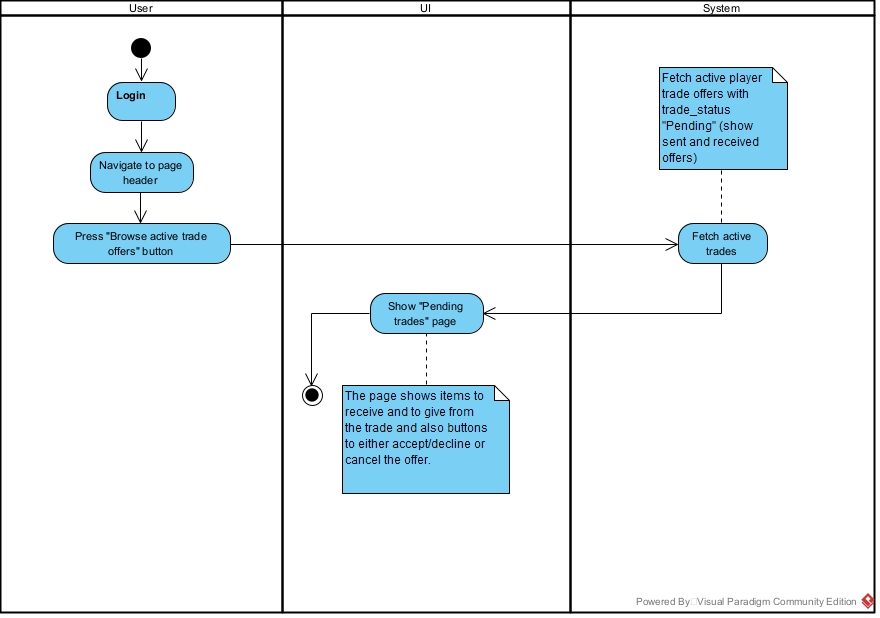 User
UI
System
Login
Navigate to page
header
Press "Browse active trade
offers" button
Fetch active player
trade offers with
trade_status
"Pending" (show
sent and received
offers)
Fetch active
trades
Show "Pending
trades" page
The page shows items to
receive and to give from
the trade and also buttons
to either accept/decline or
cancel the offer.
Powered By Visual Paradigm Community Edition